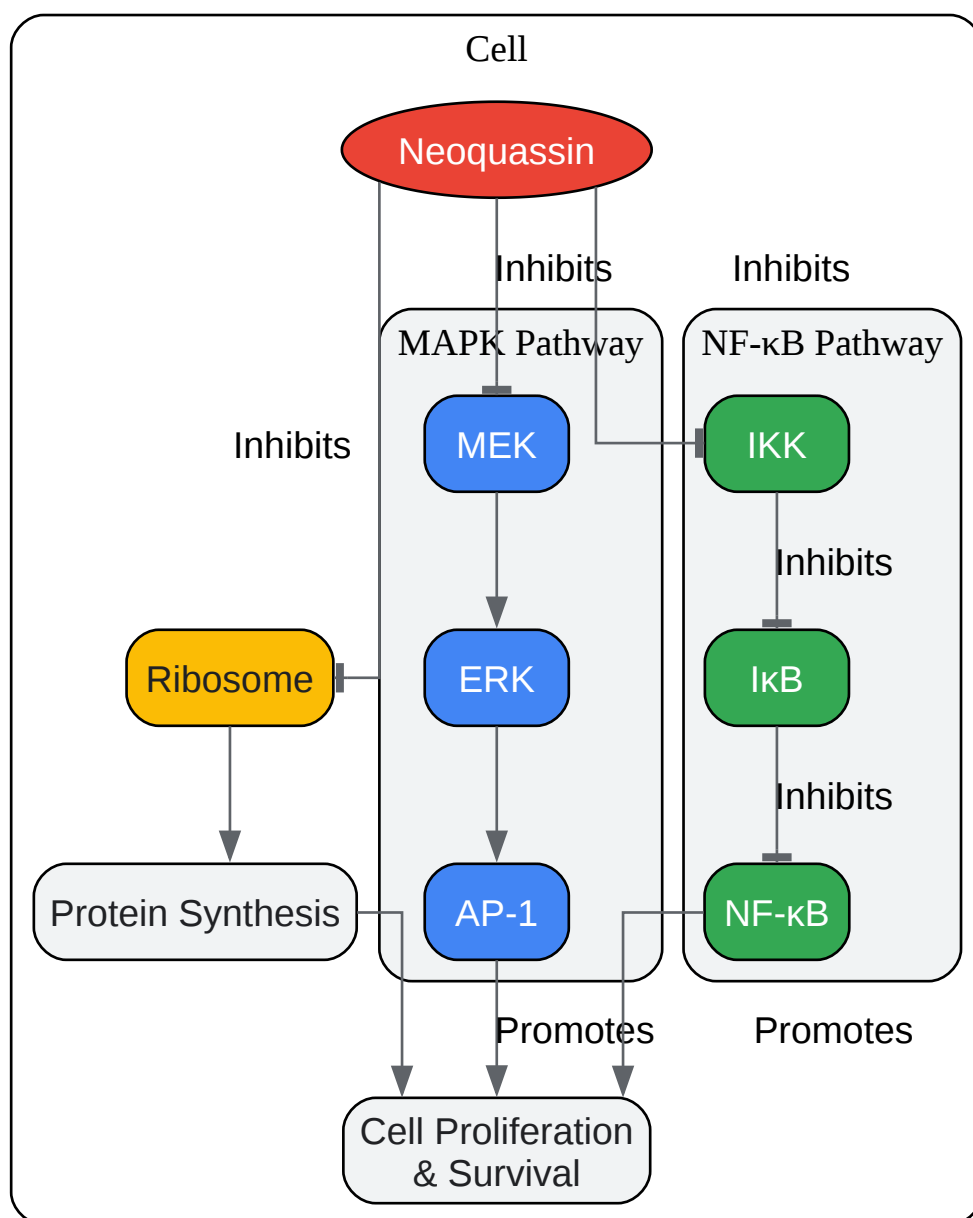 Cell
Neoquassin
Inhibits
Inhibits
MAPK Pathway
NF-κB Pathway
Inhibits
MEK
IKK
Inhibits
Ribosome
ERK
IκB
Inhibits
Protein Synthesis
AP-1
NF-κB
Promotes
Promotes
Cell Proliferation
& Survival